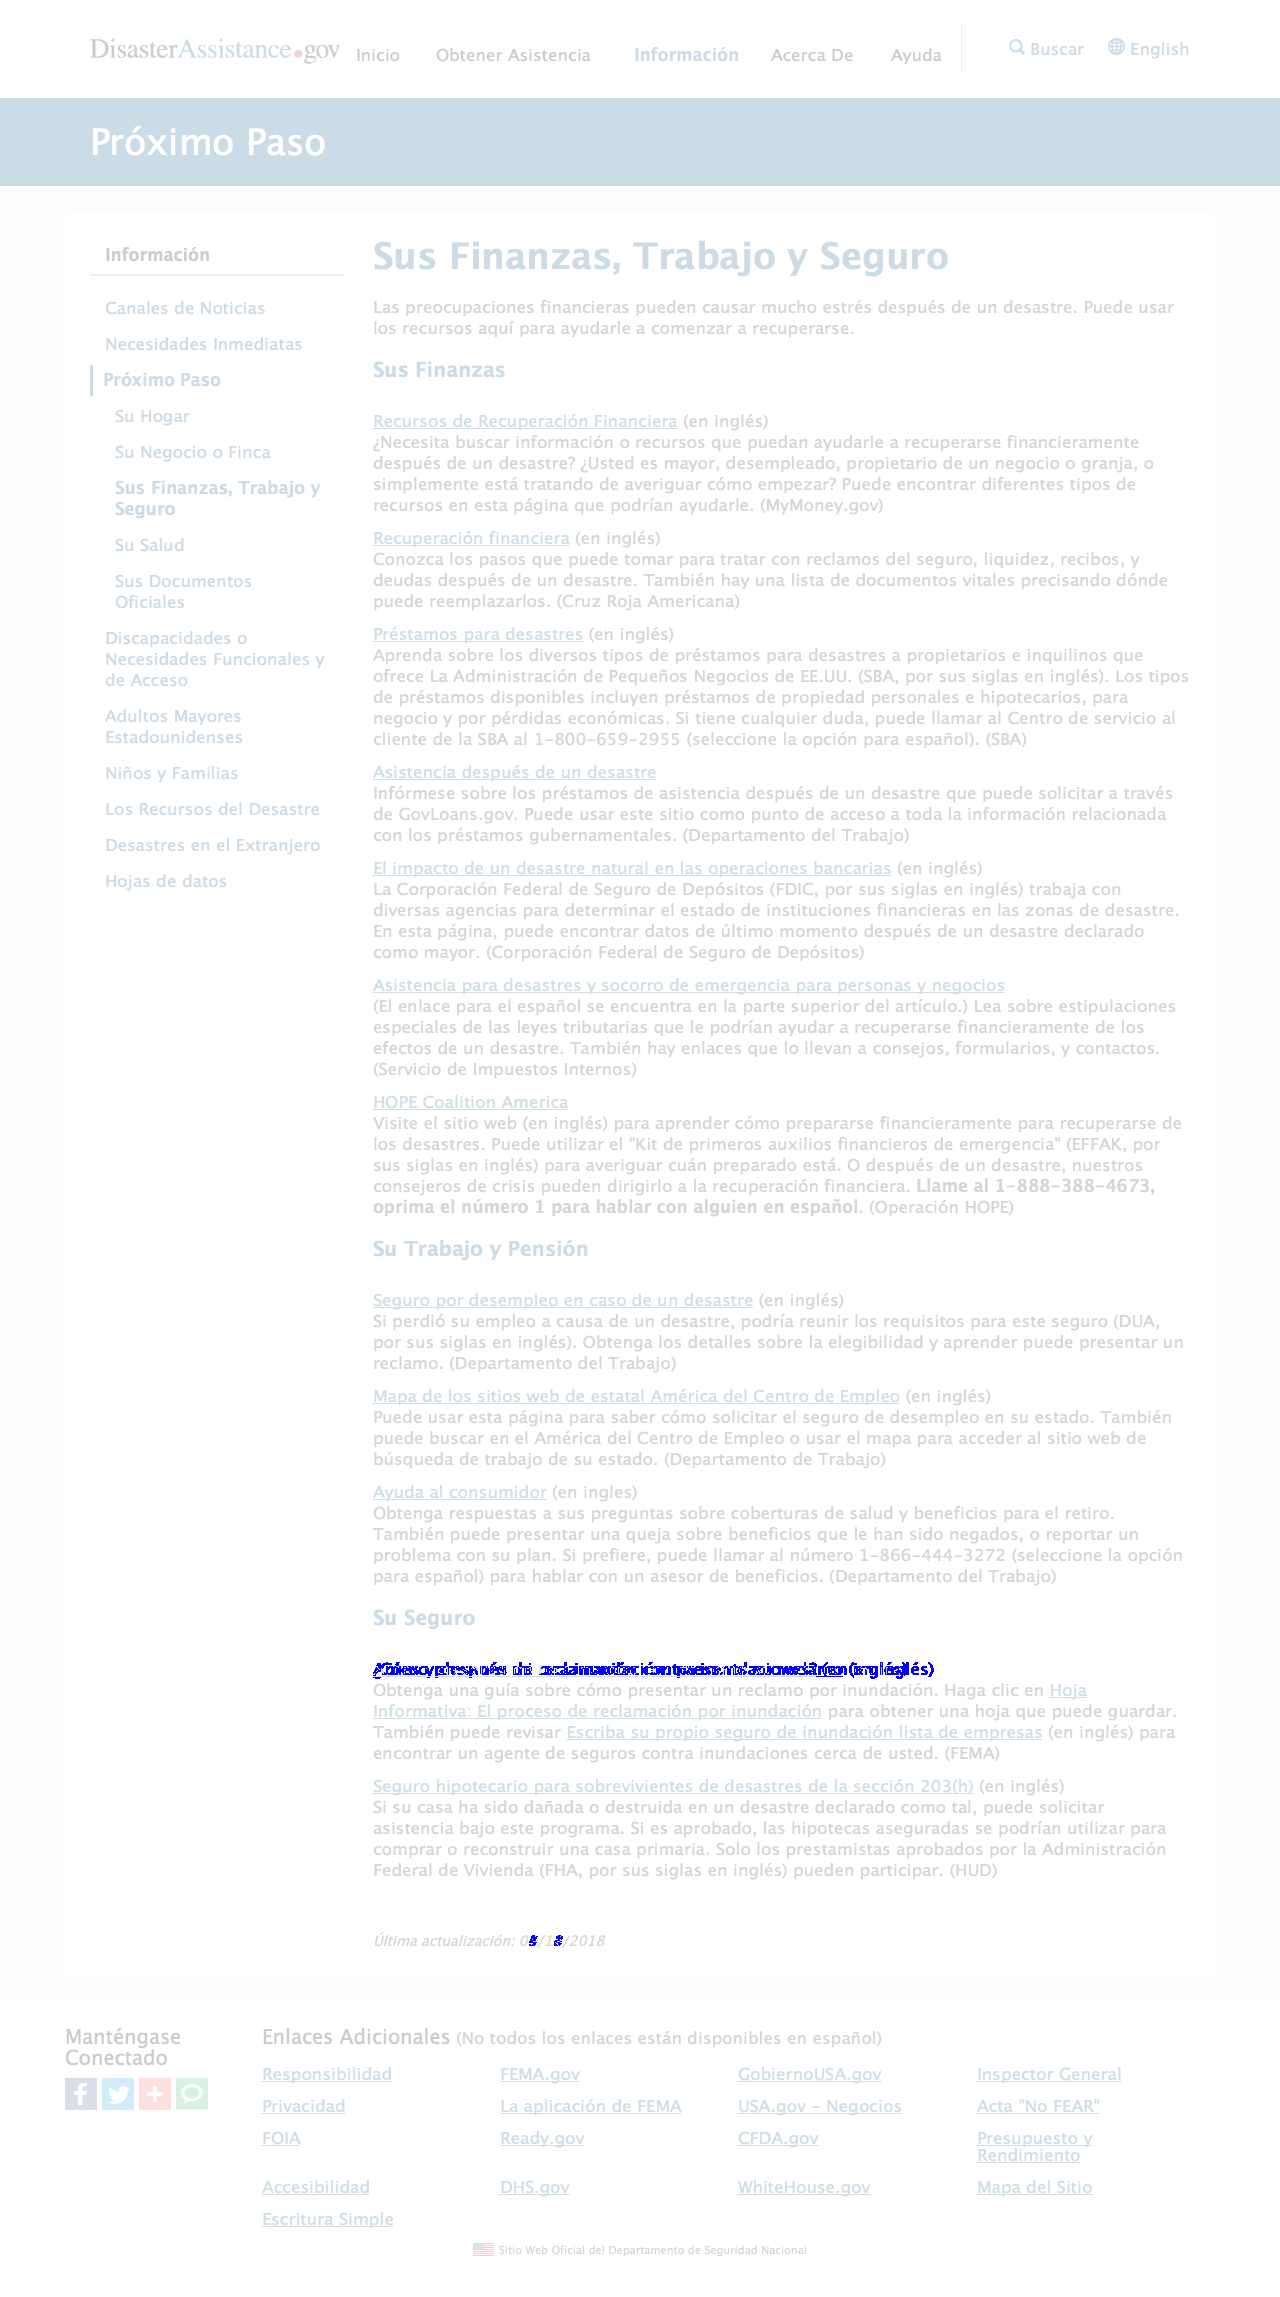 DisasterAssistance.gov Inicio Obtener Asistencia Información Acerca De Ayuda Buscar English
Próximo Paso
Información
Canales de Noticias
Necesidades Inmediatas
Próximo Paso
Su Hogar
Su Negocio o Finca
Sus Finanzas, Trabajo y
Seguro
Su Salud
Sus Documentos
Oficiales
Discapacidades o
Necesidades Funcionales y
de Acceso
Adultos Mayores
Estadounidenses
Niños y Familias
Los Recursos del Desastre
Desastres en el Extranjero
Hojas de datos
Sus Finanzas, Trabajo y Seguro
Las preocupaciones financieras pueden causar mucho estrés después de un desastre. Puede usar
los recursos aquí para ayudarle a comenzar a recuperarse.
Sus Finanzas
Recursos de Recuperación Financiera (en inglés)
¿Necesita buscar información o recursos que puedan ayudarle a recuperarse financieramente
después de un desastre? ¿Usted es mayor, desempleado, propietario de un negocio o granja, o
simplemente está tratando de averiguar cómo empezar? Puede encontrar diferentes tipos de
recursos en esta página que podrían ayudarle. (MyMoney.gov)
Recuperación financiera (en inglés)
Conozca los pasos que puede tomar para tratar con reclamos del seguro, liquidez, recibos, y
deudas después de un desastre. También hay una lista de documentos vitales precisando dónde
puede reemplazarlos. (Cruz Roja Americana)
Préstamos para desastres (en inglés)
Aprenda sobre los diversos tipos de préstamos para desastres a propietarios e inquilinos que
ofrece La Administración de Pequeños Negocios de EE.UU. (SBA, por sus siglas en inglés). Los tipos
de préstamos disponibles incluyen préstamos de propiedad personales e hipotecarios, para
negocio y por pérdidas económicas. Si tiene cualquier duda, puede llamar al Centro de servicio al
cliente de la SBA al 1-800-659-2955 (seleccione la opción para español). (SBA)
Asistencia después de un desastre
Infórmese sobre los préstamos de asistencia después de un desastre que puede solicitar a través
de GovLoans.gov. Puede usar este sitio como punto de acceso a toda la información relacionada
con los préstamos gubernamentales. (Departamento del Trabajo)
El impacto de un desastre natural en las operaciones bancarias (en inglés)
La Corporación Federal de Seguro de Depósitos (FDIC, por sus siglas en inglés) trabaja con
diversas agencias para determinar el estado de instituciones financieras en las zonas de desastre.
En esta página, puede encontrar datos de último momento después de un desastre declarado
como mayor. (Corporación Federal de Seguro de Depósitos)
Asistencia para desastres y socorro de emergencia para personas y negocios
(El enlace para el español se encuentra en la parte superior del artículo.) Lea sobre estipulaciones
especiales de las leyes tributarias que le podrían ayudar a recuperarse financieramente de los
efectos de un desastre. También hay enlaces que lo llevan a consejos, formularios, y contactos.
(Servicio de Impuestos Internos)
HOPE Coalition America
Visite el sitio web (en inglés) para aprender cómo prepararse financieramente para recuperarse de
los desastres. Puede utilizar el "Kit de primeros auxilios financieros de emergencia" (EFFAK, por
sus siglas en inglés) para averiguar cuán preparado está. O después de un desastre, nuestros
consejeros de crisis pueden dirigirlo a la recuperación financiera. Llame al 1-888-388-4673,
oprima el número 1 para hablar con alguien en español. (Operación HOPE)
Su Trabajo y Pensión
Seguro por desempleo en caso de un desastre (en inglés)
Si perdió su empleo a causa de un desastre, podría reunir los requisitos para este seguro (DUA,
por sus siglas en inglés). Obtenga los detalles sobre la elegibilidad y aprender puede presentar un
reclamo. (Departamento del Trabajo)
Mapa de los sitios web de estatal América del Centro de Empleo (en inglés)
Puede usar esta página para saber cómo solicitar el seguro de desempleo en su estado. También
puede buscar en el América del Centro de Empleo o usar el mapa para acceder al sitio web de
búsqueda de trabajo de su estado. (Departamento de Trabajo)
Ayuda al consumidor (en ingles)
Obtenga respuestas a sus preguntas sobre coberturas de salud y beneficios para el retiro.
También puede presentar una queja sobre beneficios que le han sido negados, o reportar un
problema con su plan. Si prefiere, puede llamar al número 1-866-444-3272 (seleccione la opción
para español) para hablar con un asesor de beneficios. (Departamento del Trabajo)
Su Seguro
Obtenga una guía sobre cómo presentar un reclamo por inundación. Haga clic en Hoja
Informativa: El proceso de reclamación por inundación para obtener una hoja que puede guardar.
También puede revisar Escriba su propio seguro de inundación lista de empresas (en inglés) para
encontrar un agente de seguros contra inundaciones cerca de usted. (FEMA)
Seguro hipotecario para sobrevivientes de desastres de la sección 203(h) (en inglés)
Si su casa ha sido dañada o destruida en un desastre declarado como tal, puede solicitar
asistencia bajo este programa. Si es aprobado, las hipotecas aseguradas se podrían utilizar para
comprar o reconstruir una casa primaria. Solo los prestamistas aprobados por la Administración
Federal de Vivienda (FHA, por sus siglas en inglés) pueden participar. (HUD)
Última actualización:
Manténgase
Conectado
Enlaces Adicionales (No todos los enlaces están disponibles en español)
Responsibilidad FEMA.gov GobiernoUSA.gov Inspector General
Privacidad La aplicación de FEMA USA.gov - Negocios Acta "No FEAR"
FOIA Ready.gov CFDA.gov Presupuesto y
Rendimiento
Accesibilidad DHS.gov WhiteHouse.gov Mapa del Sitio
Escritura Simple
Sitio Web Oficial del Departamento de Seguridad Nacional